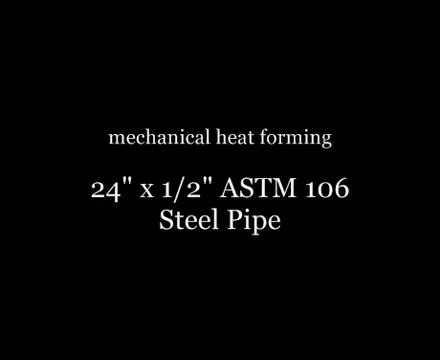 mechanical heat forming
24" x 1/2" ASTM 106
Steel Pipe